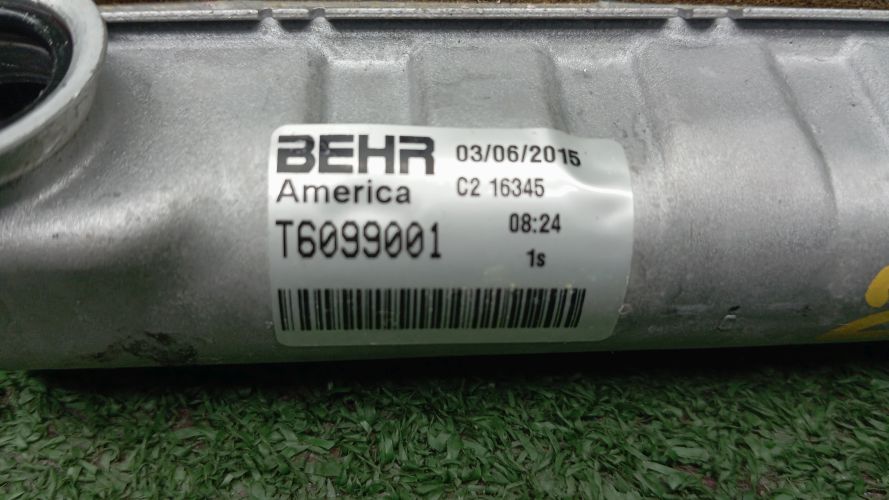 BEHR 03/06/2015
America C2 16345
T6099001 08:24
1s